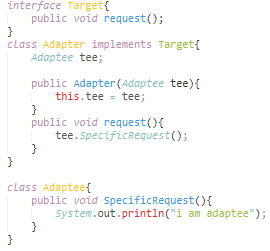 interface Target{
    public void request();
}
class Adapter implements Target{
    Adaptee tee;

    public Adapter(Adaptee tee){
        this.tee = tee;
    }
    public void request(){
        tee.SpecificRequest();
    }
}

class Adaptee{
    public void SpecificRequest(){
        System.out.println("i am adaptee");
    }
}